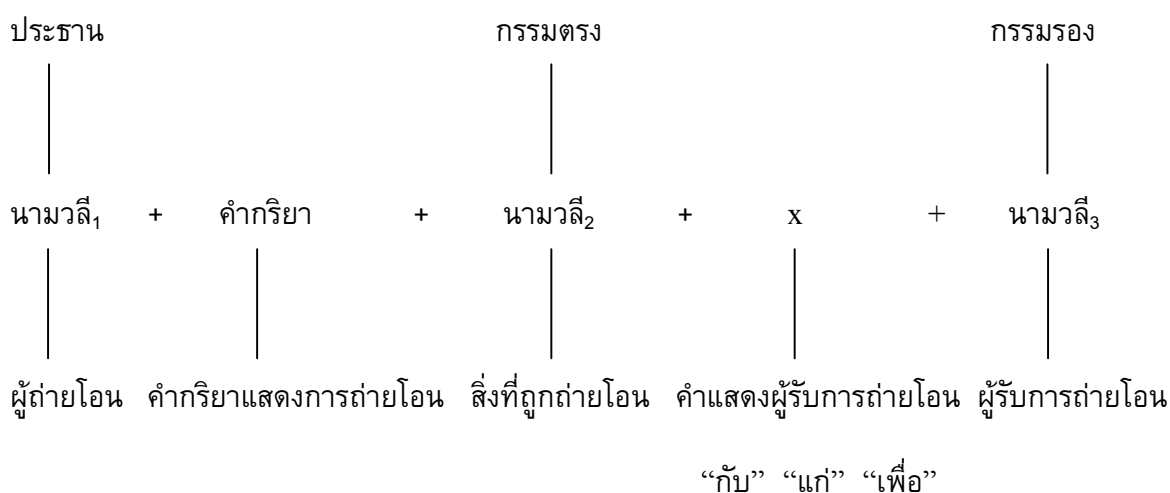 ประธาน กรรมตรง กรรมรอง
นามวลี₁ + คำกริยา + นามวลี₂ + x + นามวลี₃
ผู้ถ่ายโอน คำกริยาแสดงการถ่ายโอน สิ่งที่ถูกถ่ายโอน คำแสดงผู้รับการถ่ายโอน ผู้รับการถ่ายโอน
“กับ” “แก่” “เพื่อ”